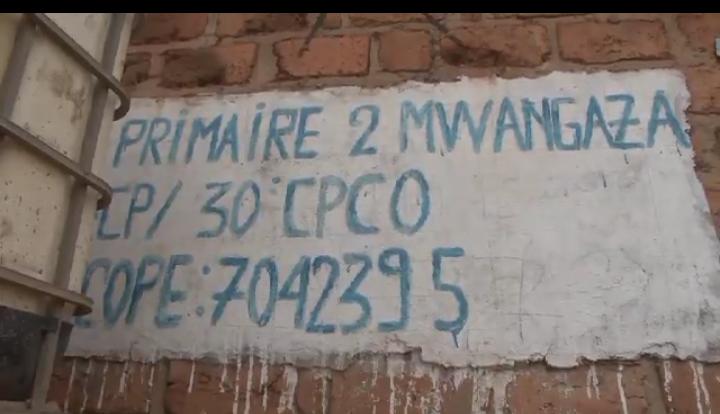 PRIMAIRE 2 MWANGAZA
CP/ 30° CPCO
COPE: 7042395